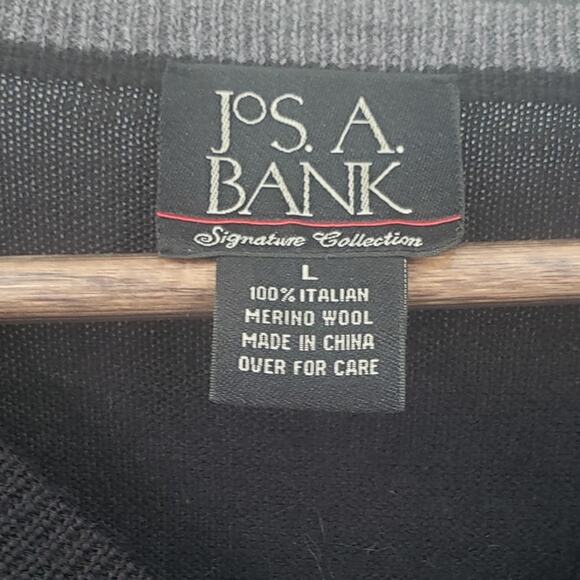 JOS. A.
BANK
Signature Collection
L
100% ITALIAN
MERINO WOOL
MADE IN CHINA
OVER FOR CARE